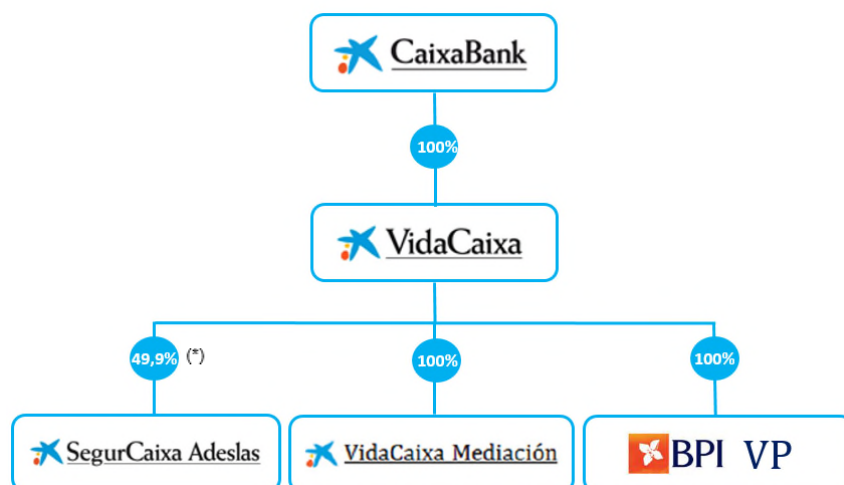 CaixaBank
100%
VidaCaixa
49,9% (*)
100%
100%
SegurCaixa Adeslas
VidaCaixa Mediación
BPI VP